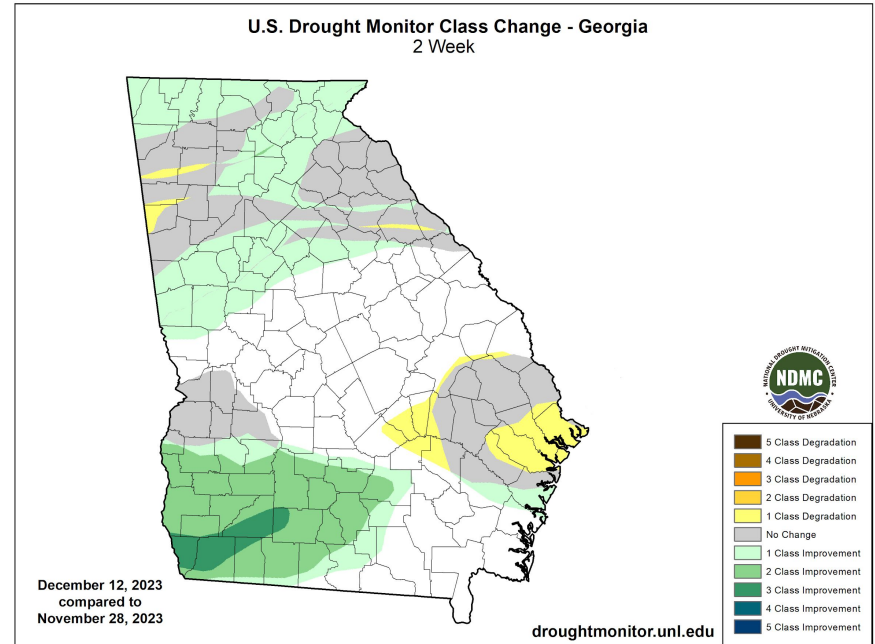 U.S. Drought Monitor Class Change - Georgia
2 Week
NATIONAL DROUGHT MITIGATION CENTER
NDMC
UNIVERSITY OF NEBRASKA
5 Class Degradation
4 Class Degradation
3 Class Degradation
2 Class Degradation
1 Class Degradation
No Change
1 Class Improvement
2 Class Improvement
3 Class Improvement
4 Class Improvement
5 Class Improvement
December 12, 2023
compared to
November 28, 2023
droughtmonitor.unl.edu